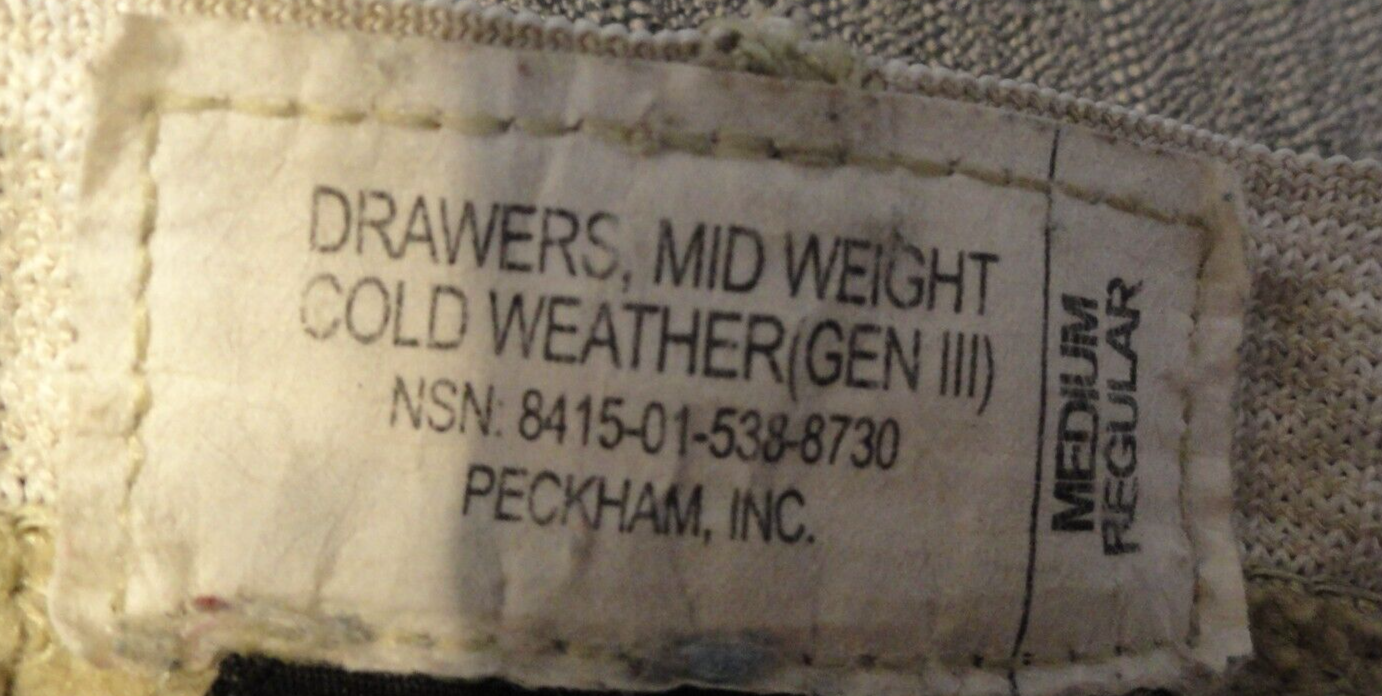 DRAWERS, MID WEIGHT
COLD WEATHER(GEN III)
NSN: 8415-01-538-8730
PECKHAM, INC.
MEDIUM
REGULAR